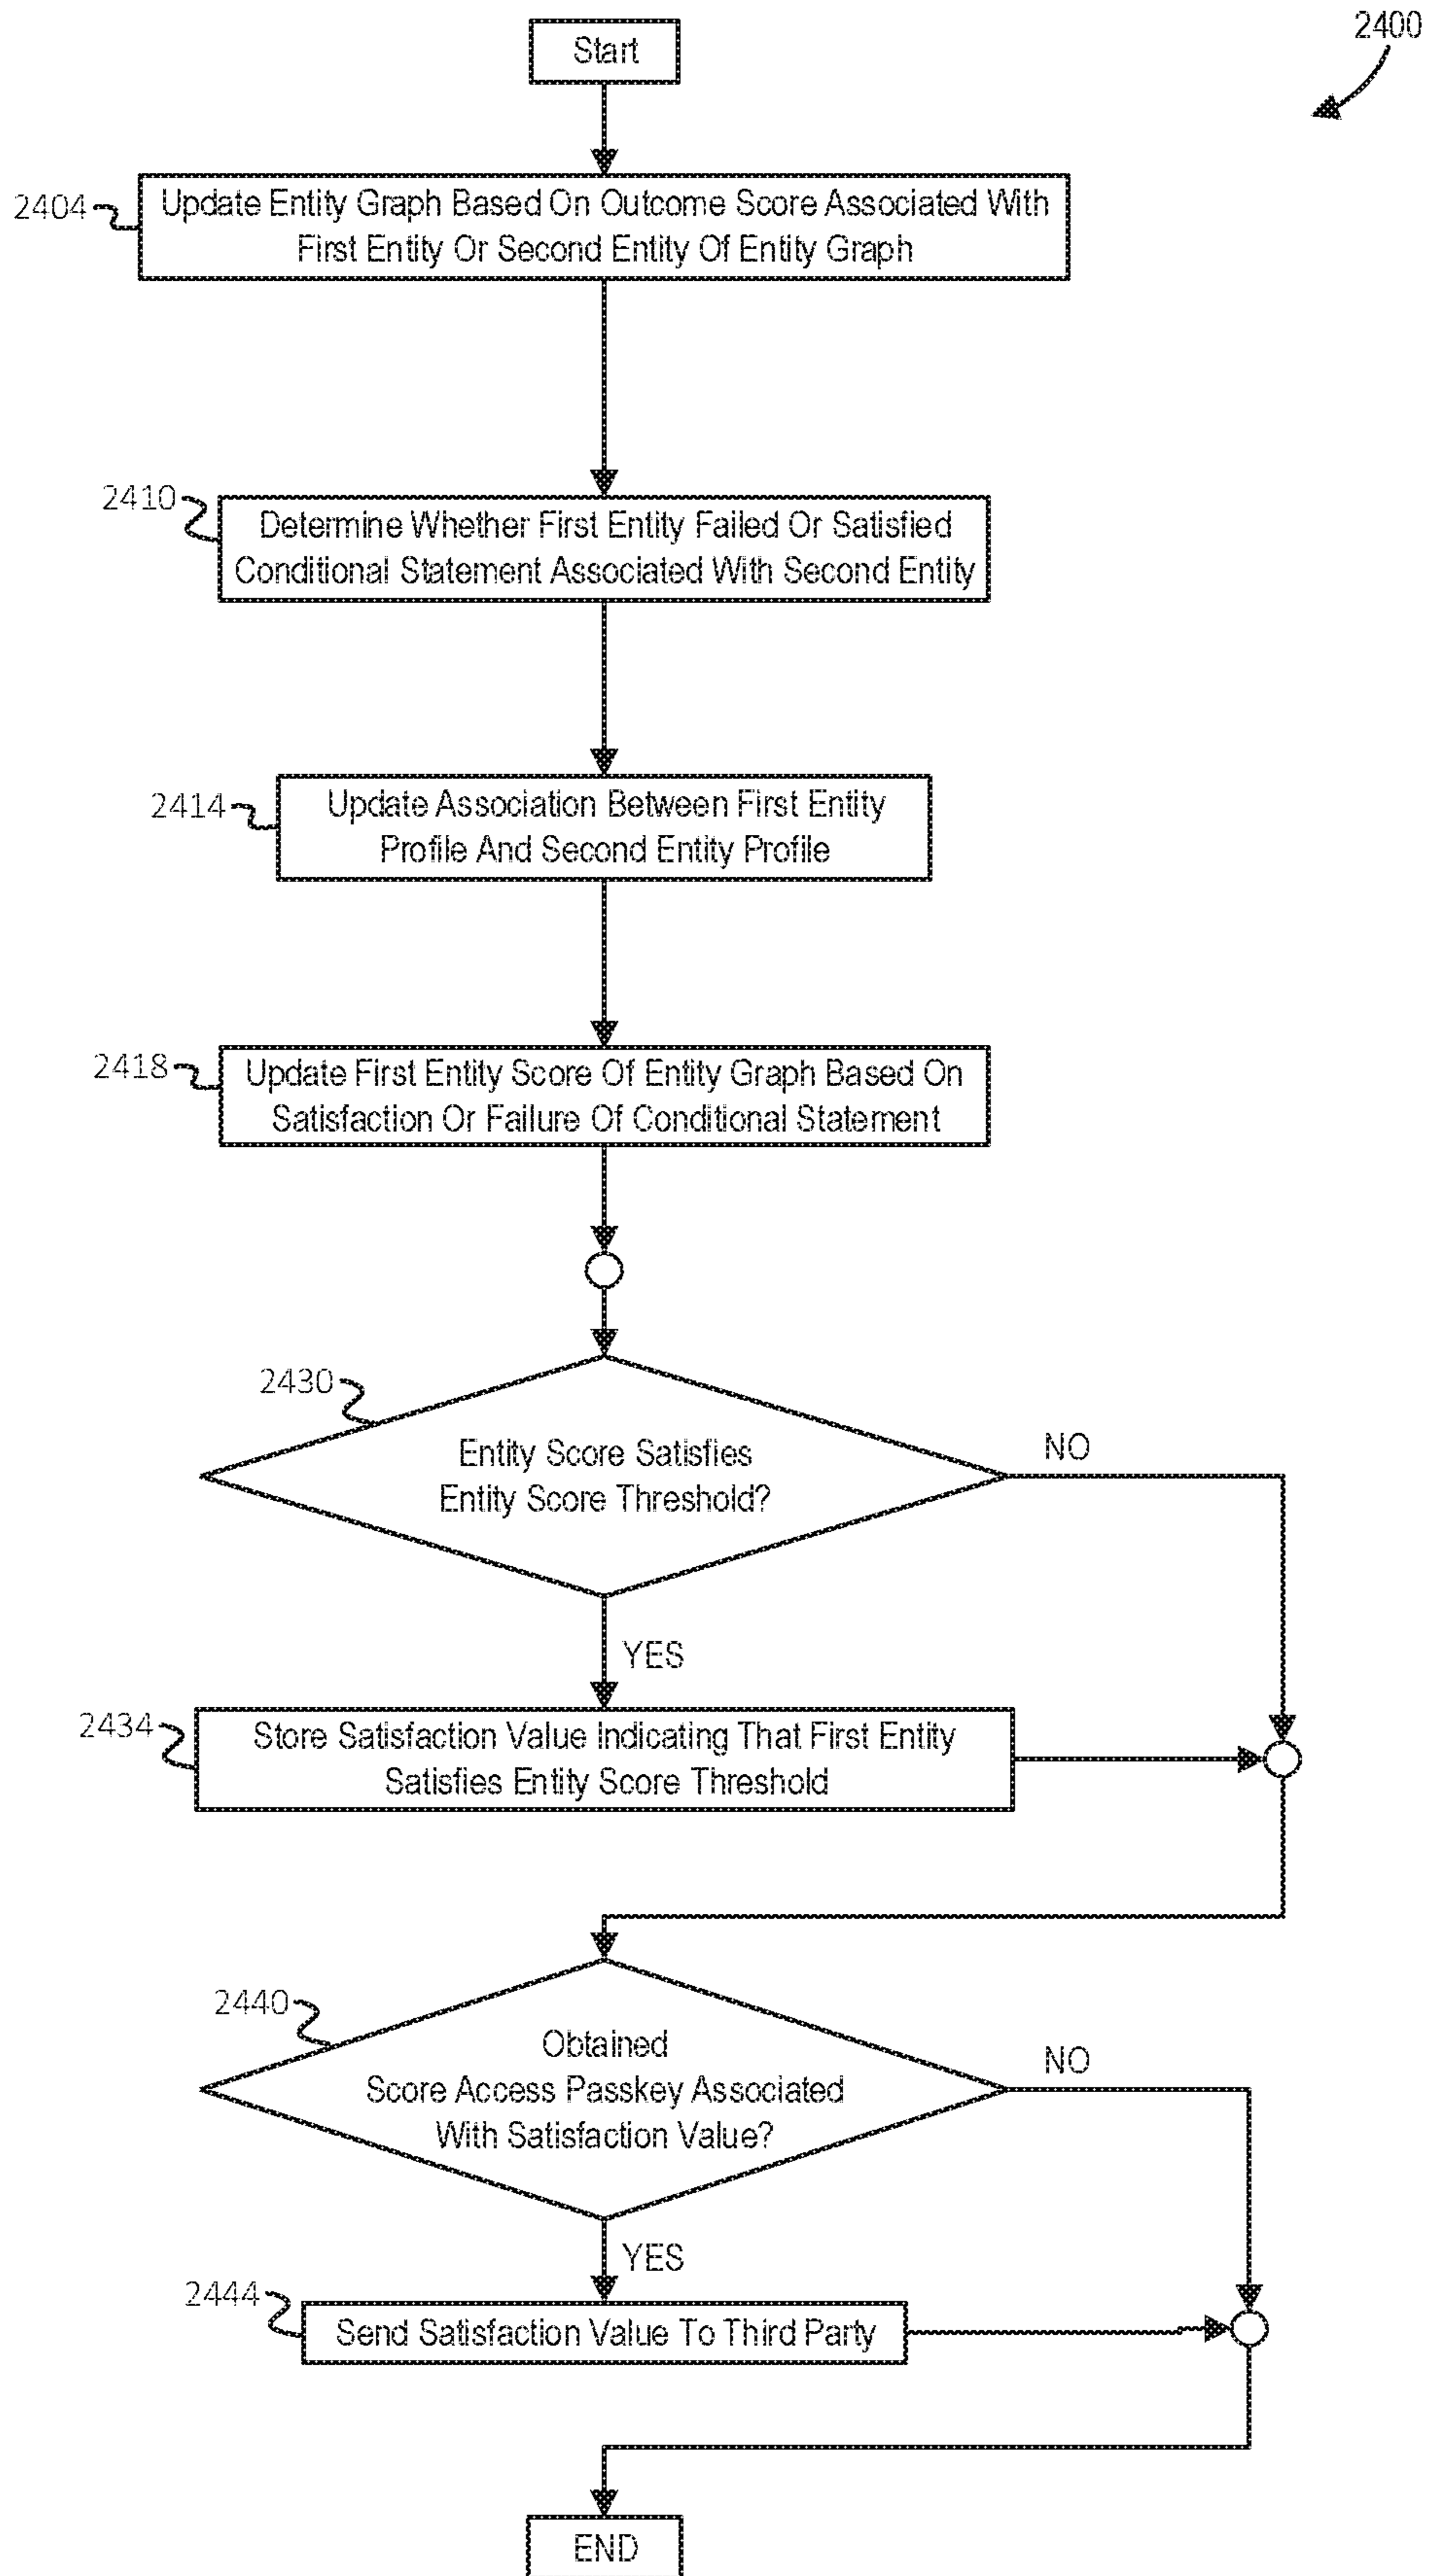 2400
Start
2404
Update Entity Graph Based On Outcome Score Associated With
First Entity Or Second Entity Of Entity Graph
2410
Determine Whether First Entity Failed Or Satisfied
Conditional Statement Associated With Second Entity
2414
Update Association Between First Entity
Profile And Second Entity Profile
2418
Update First Entity Score Of Entity Graph Based On
Satisfaction Or Failure Of Conditional Statement
2430
Entity Score Satisfies
Entity Score Threshold?
NO
YES
2434
Store Satisfaction Value Indicating That First Entity
Satisfies Entity Score Threshold
2440
Obtained
Score Access Passkey Associated
With Satisfaction Value?
NO
YES
2444
Send Satisfaction Value To Third Party
END